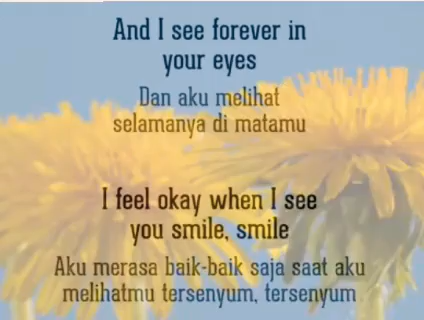 And I see forever in
your eyes
Dan aku melihat
selamanya di matamu
I feel okay when I see
you smile, smile
Aku merasa baik-baik saja saat aku
melihatmu tersenyum, tersenyum